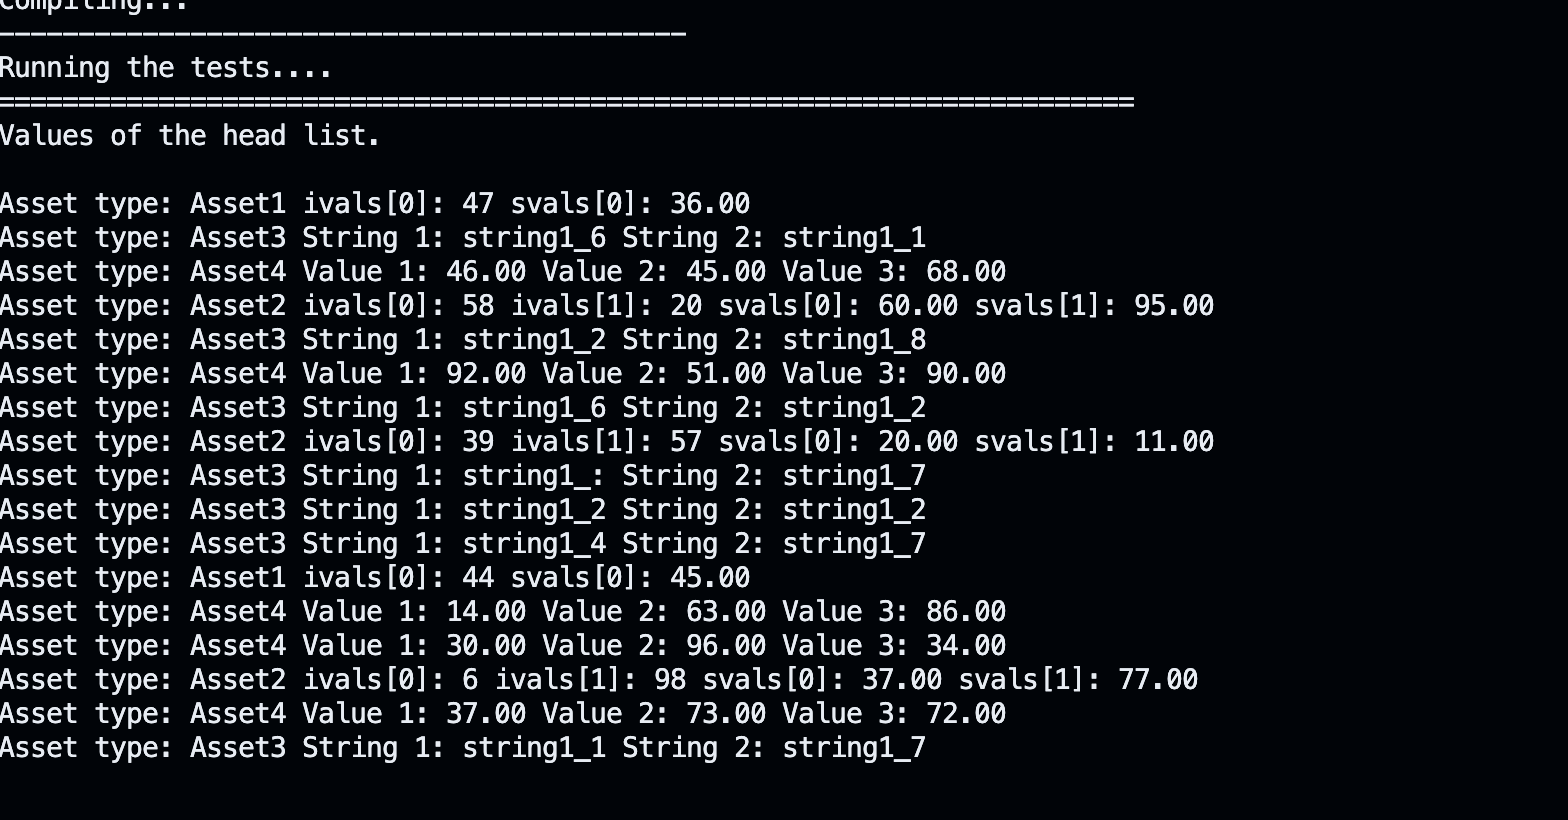 Compiling...
-------------------------------------------
Running the tests....
=======================================================================
Values of the head list.
Asset type: Asset1 ivals[0]: 47 svals[0]: 36.00
Asset type: Asset3 String 1: string1_6 String 2: string1_1
Asset type: Asset4 Value 1: 46.00 Value 2: 45.00 Value 3: 68.00
Asset type: Asset2 ivals[0]: 58 ivals[1]: 20 svals[0]: 60.00 svals[1]: 95.00
Asset type: Asset3 String 1: string1_2 String 2: string1_8
Asset type: Asset4 Value 1: 92.00 Value 2: 51.00 Value 3: 90.00
Asset type: Asset3 String 1: string1_6 String 2: string1_2
Asset type: Asset2 ivals[0]: 39 ivals[1]: 57 svals[0]: 20.00 svals[1]: 11.00
Asset type: Asset3 String 1: string1_: String 2: string1_7
Asset type: Asset3 String 1: string1_2 String 2: string1_2
Asset type: Asset3 String 1: string1_4 String 2: string1_7
Asset type: Asset1 ivals[0]: 44 svals[0]: 45.00
Asset type: Asset4 Value 1: 14.00 Value 2: 63.00 Value 3: 86.00
Asset type: Asset4 Value 1: 30.00 Value 2: 96.00 Value 3: 34.00
Asset type: Asset2 ivals[0]: 6 ivals[1]: 98 svals[0]: 37.00 svals[1]: 77.00
Asset type: Asset4 Value 1: 37.00 Value 2: 73.00 Value 3: 72.00
Asset type: Asset3 String 1: string1_1 String 2: string1_7